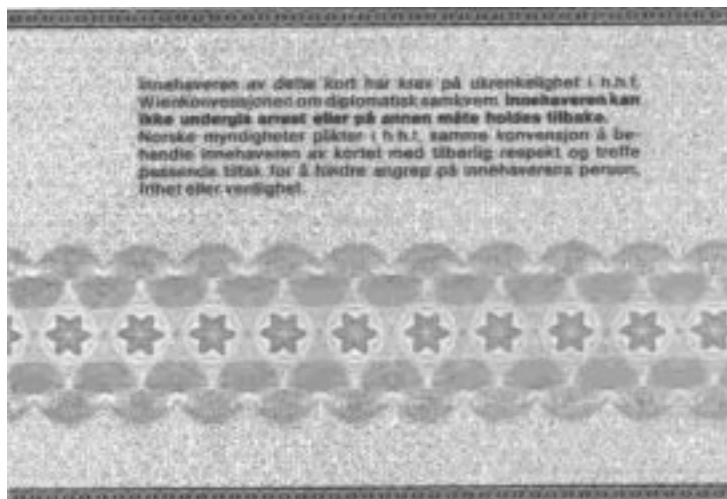 Innehaveren av dette kort har krav på ukrenkelighet i h.h.t.
Wienkonvensjonen om diplomatisk samkvem. Innehaveren kan
ikke undergis arrest eller på annen måte holdes tilbake.
Norske myndigheter plikter i h.h.t. samme konvensjon å be-
handle innehaveren av kortet med tilbørlig respekt og treffe
passende tiltak for å hindre angrep på innehaverens person,
frihet eller verdighet.